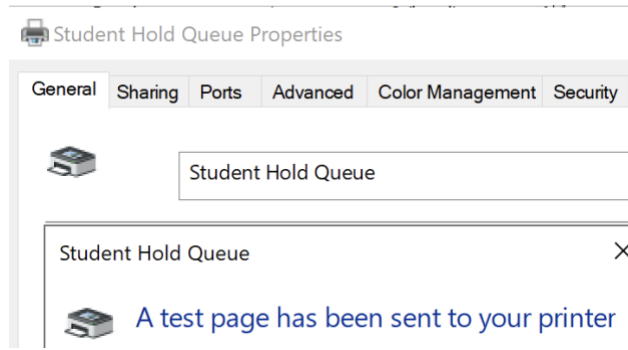 Student Hold Queue Properties
General Sharing Ports Advanced Color Management Security
Student Hold Queue
Student Hold Queue
A test page has been sent to your printer